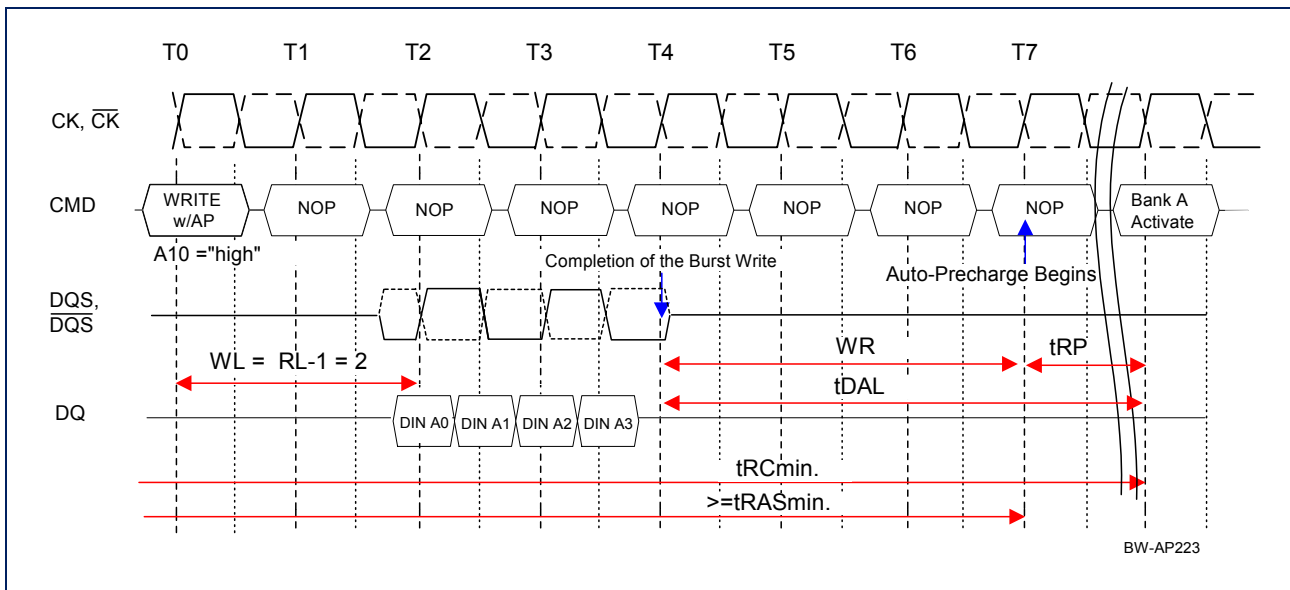 T0 T1 T2 T3 T4 T5 T6 T7
CK, CK
CMD
WRITE w/AP
NOP
NOP
NOP
NOP
NOP
NOP
NOP
Bank A Activate
A10 ="high"
Completion of the Burst Write
Auto-Precharge Begins
DQS,
DQS
WL = RL-1 = 2
WR
tRP
tDAL
DQ
DIN A0
DIN A1
DIN A2
DIN A3
tRCmin.
>=tRASmin.
BW-AP223